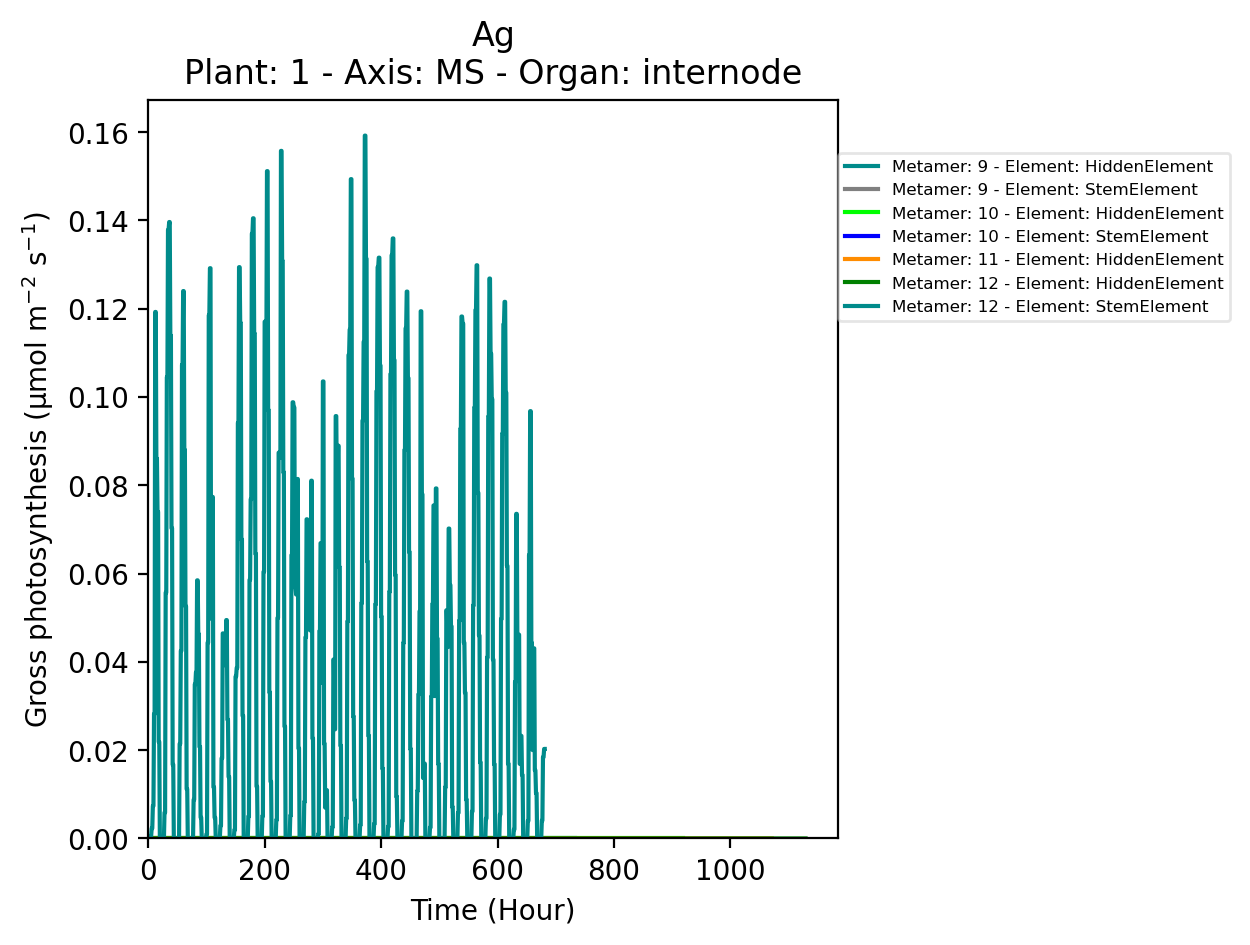 Ag
Plant: 1 - Axis: MS - Organ: internode
0.16
0.14
0.12
0.10
0.08
0.06
0.04
0.02
0.00
Gross photosynthesis (µmol m⁻² s⁻¹)
0 200 400 600 800 1000
Time (Hour)
Metamer: 9 - Element: HiddenElement
Metamer: 9 - Element: StemElement
Metamer: 10 - Element: HiddenElement
Metamer: 10 - Element: StemElement
Metamer: 11 - Element: HiddenElement
Metamer: 12 - Element: HiddenElement
Metamer: 12 - Element: StemElement